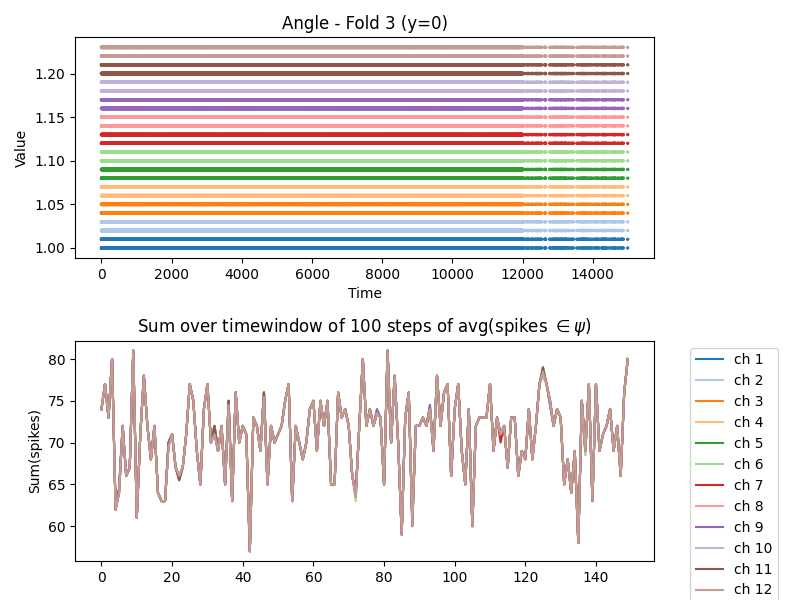 Angle - Fold 3 (y=0)
Value
1.20
1.15
1.10
1.05
1.00
0 2000 4000 6000 8000 10000 12000 14000
Time
Sum over timewindow of 100 steps of avg(spikes ∈ ψ)
Sum(spikes)
80
75
70
65
60
0 20 40 60 80 100 120 140
ch 1
ch 2
ch 3
ch 4
ch 5
ch 6
ch 7
ch 8
ch 9
ch 10
ch 11
ch 12